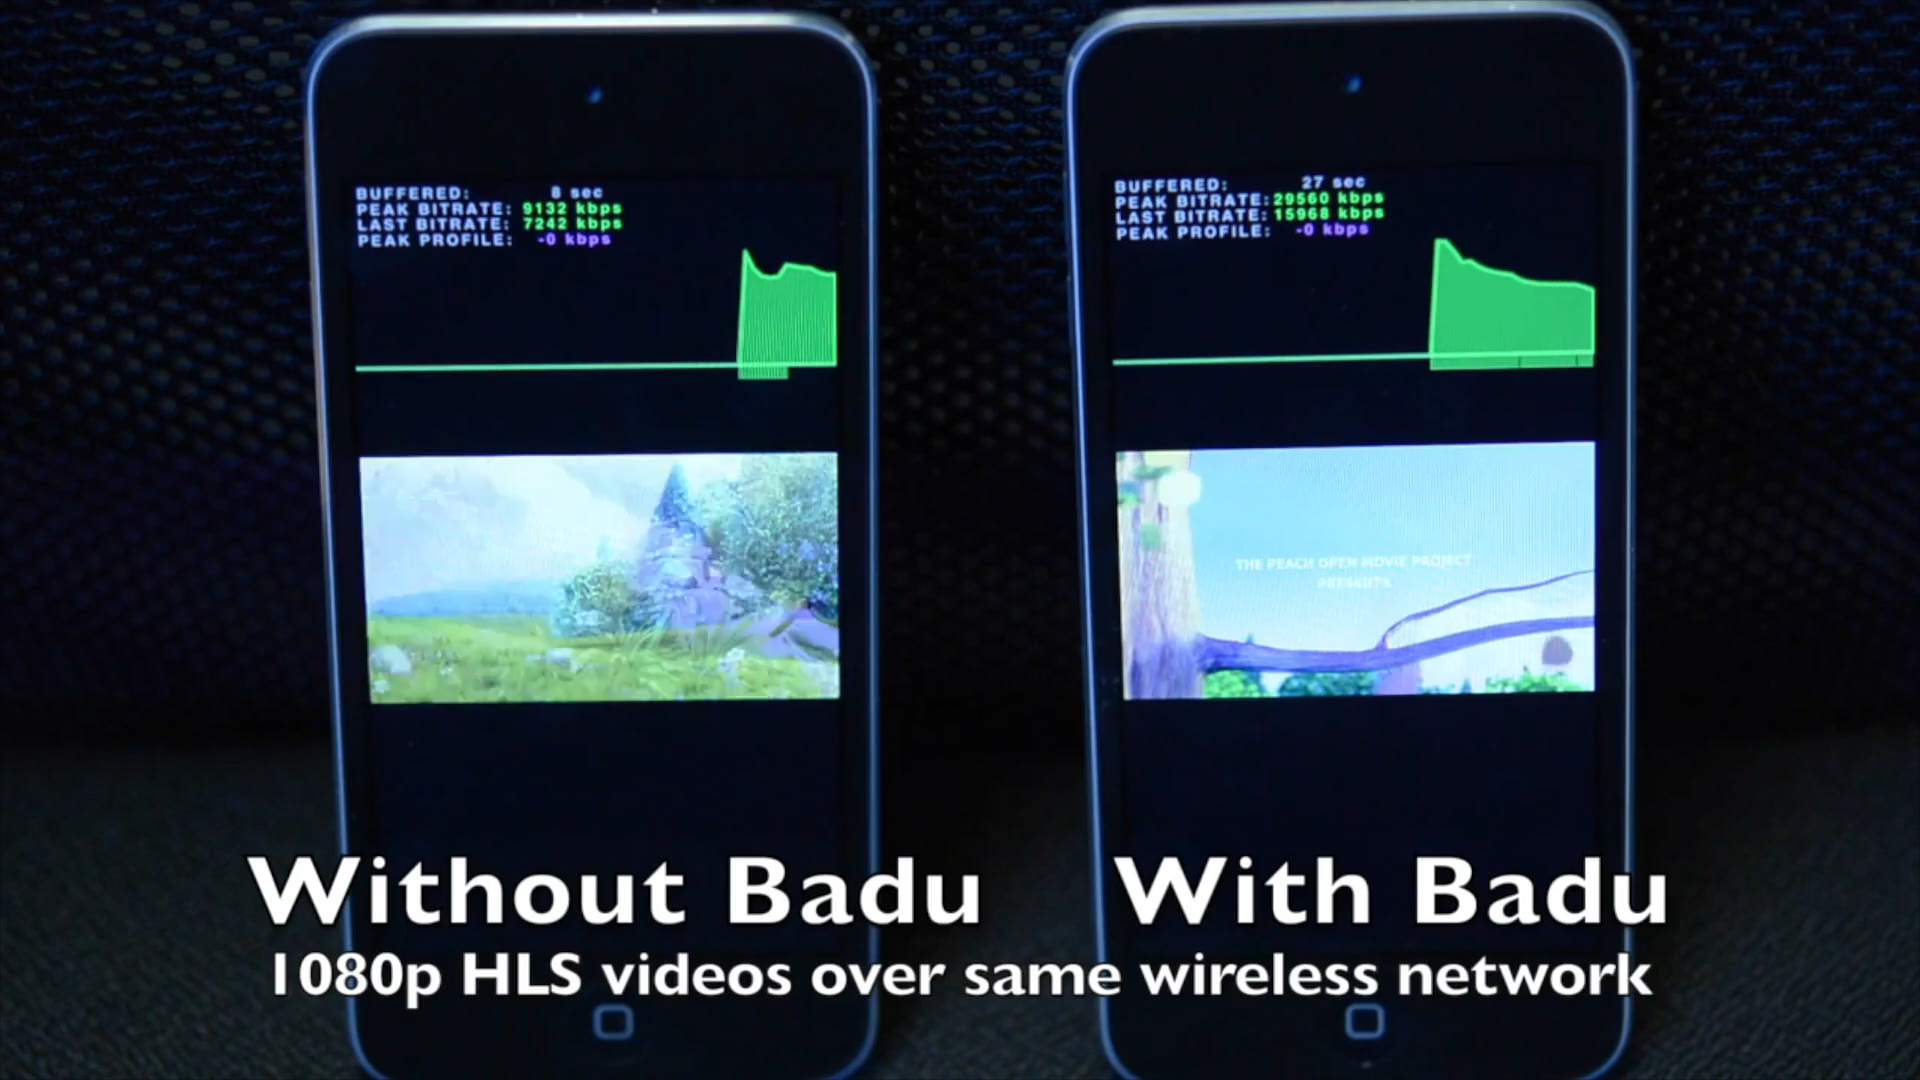 BUFFERED: 8 sec
PEAK BITRATE: 9132 kbps
LAST BITRATE: 7242 kbps
PEAK PROFILE: -0 kbps
BUFFERED: 27 sec
PEAK BITRATE: 29560 kbps
LAST BITRATE: 15968 kbps
PEAK PROFILE: -0 kbps
THE PEACH OPEN MOVIE PROJECT
PRESENTS
Without Badu
With Badu
1080p HLS videos over same wireless network